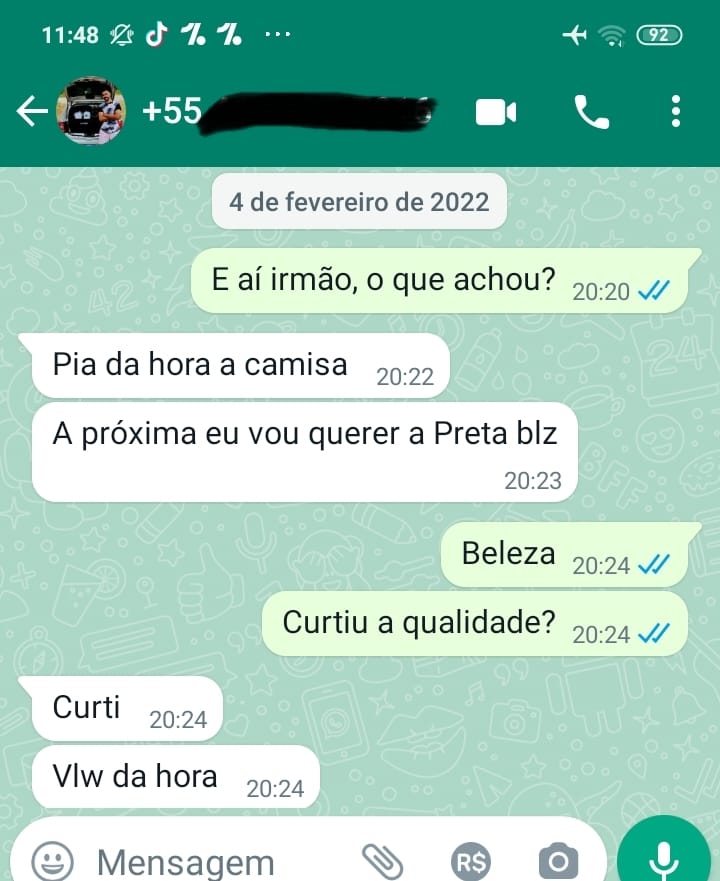 11:48
92
+55
4 de fevereiro de 2022
E aí irmão, o que achou? 20:20
Pia da hora a camisa 20:22
A próxima eu vou querer a Preta blz
20:23
Beleza 20:24
Curtiu a qualidade? 20:24
Curti 20:24
Vlw da hora 20:24
Mensagem R$